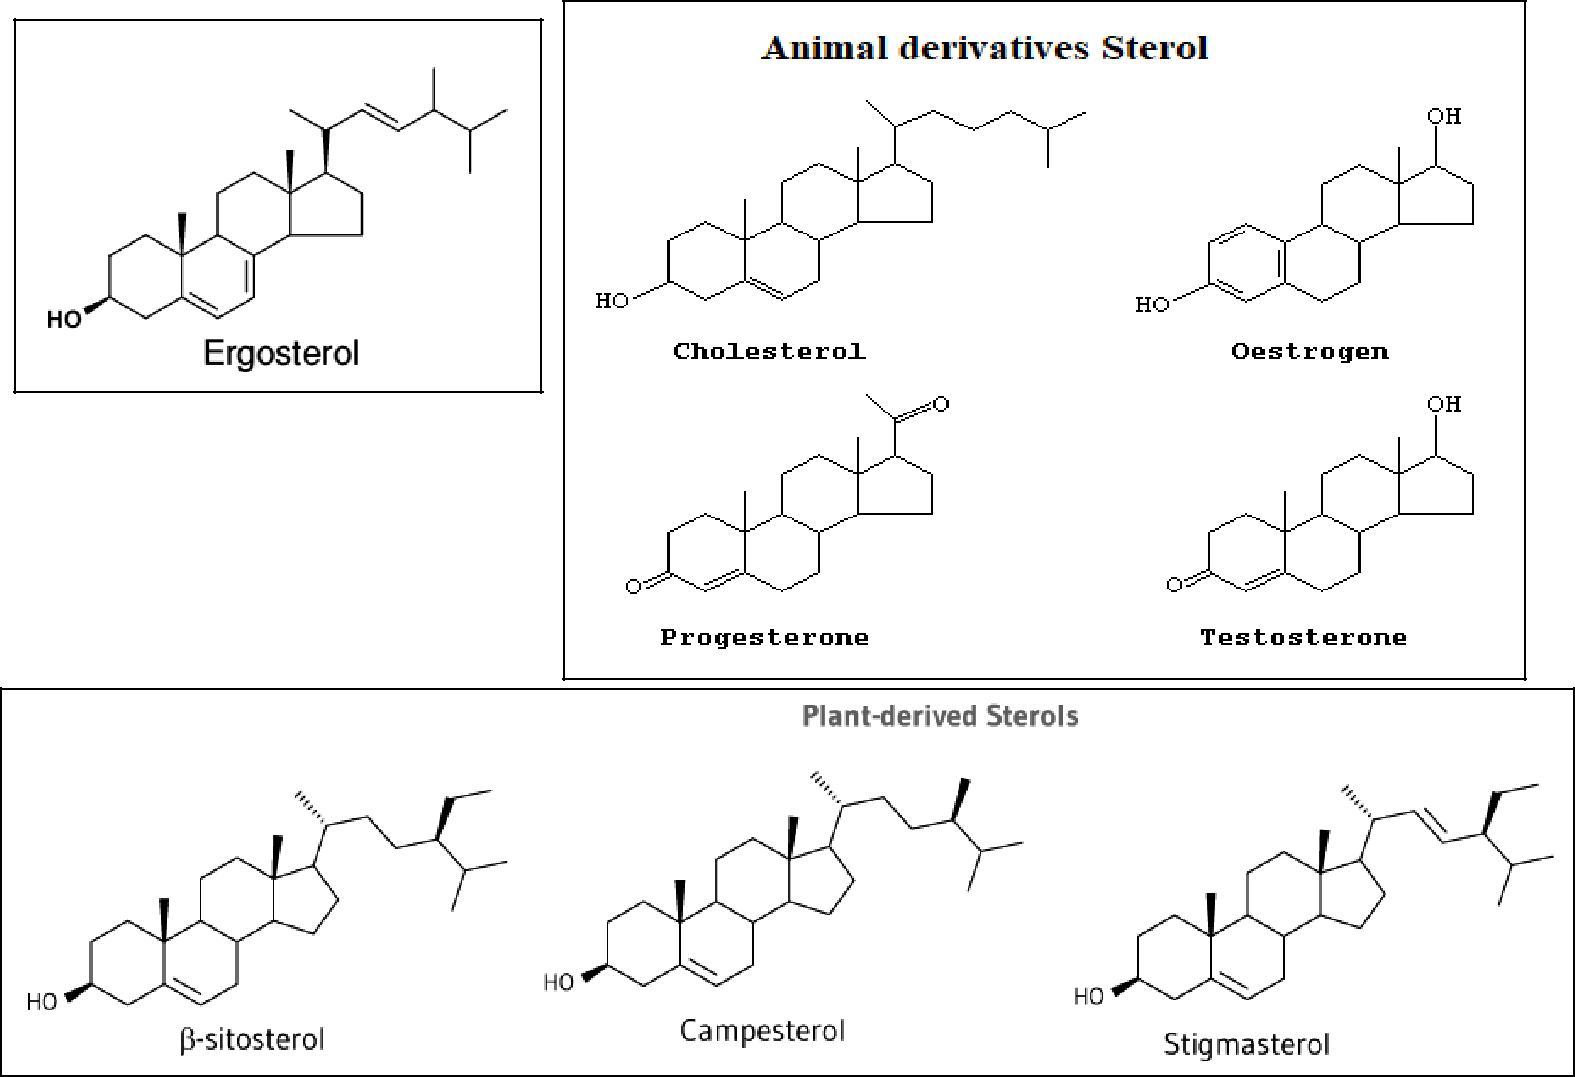 HO
Ergosterol
Animal derivatives Sterol
HO
Cholesterol
OH
HO
Oestrogen
O
O
Progesterone
OH
O
Testosterone
Plant-derived Sterols
HO
β-sitosterol
HO
Campesterol
HO
Stigmasterol